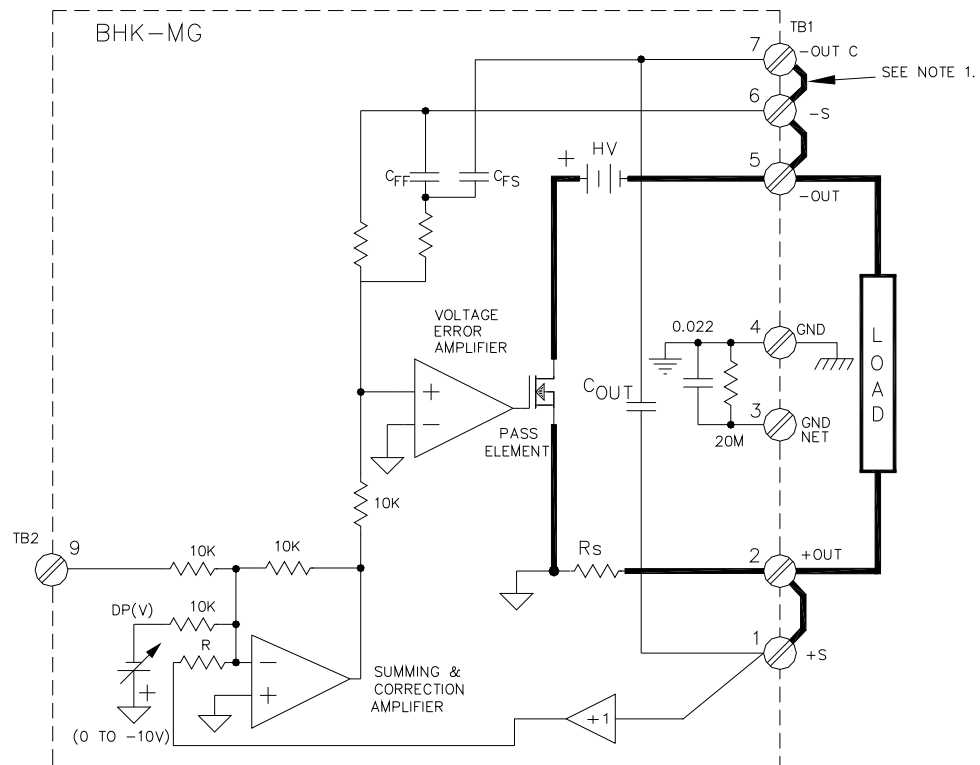 BHK-MG
TB1
7
-OUT C
SEE NOTE 1.
6
-S
+
HV
5
-OUT
CFF
CFS
VOLTAGE
ERROR
AMPLIFIER
0.022
4
GND
LOAD
+
-
COUT
3
GND
NET
PASS
ELEMENT
20M
10K
TB2
9
10K
10K
Rs
2
+OUT
DP(V)
10K
R
-
1
+S
+
+
SUMMING &
CORRECTION
AMPLIFIER
(0 TO -10V)
+1